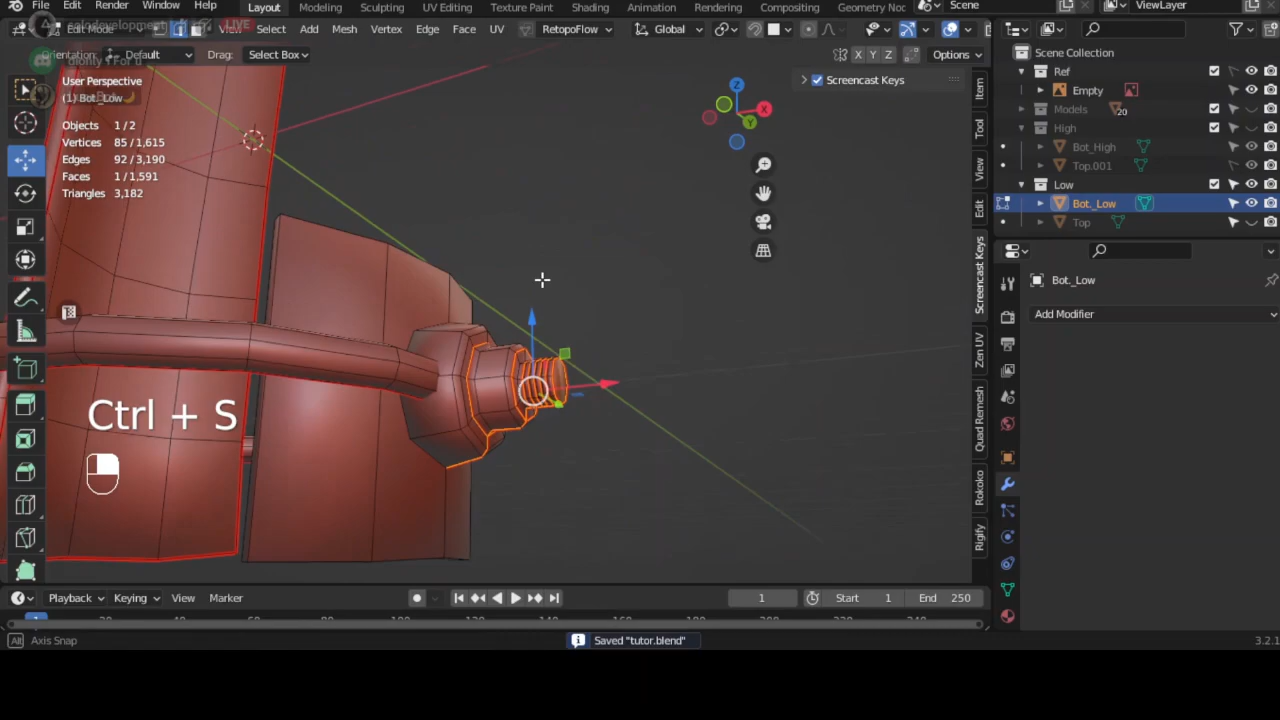 File Edit Render Window Help Layout Modeling Sculpting UV Editing Texture Paint Shading Animation Rendering Compositing Geometry Noc Scene ViewLayer
LIVE
Edit Mode View Select Add Mesh Vertex Edge Face UV RetopoFlow Global
Orientation: Default Drag: Select Box X Y Z Options
User Perspective
(1) Bot_Low
Objects 1 / 2
Vertices 85 / 1,615
Edges 92 / 3,190
Faces 1 / 1,591
Triangles 3,182
Screencast Keys
Z
X
Y
Item
Tool
View
Edit
Screencast Keys
Zen UV
Quad Remesh
Rokoko
Rigify
Scene Collection
Ref
Empty
Models 20
High
Bot_High
Top.001
Low
Bot_Low
Top
Bot_Low
Add Modifier
Ctrl + S
Playback Keying View Marker 1 Start 1 End 250
Alt Axis Snap Saved "tutor.blend" 3.2.1